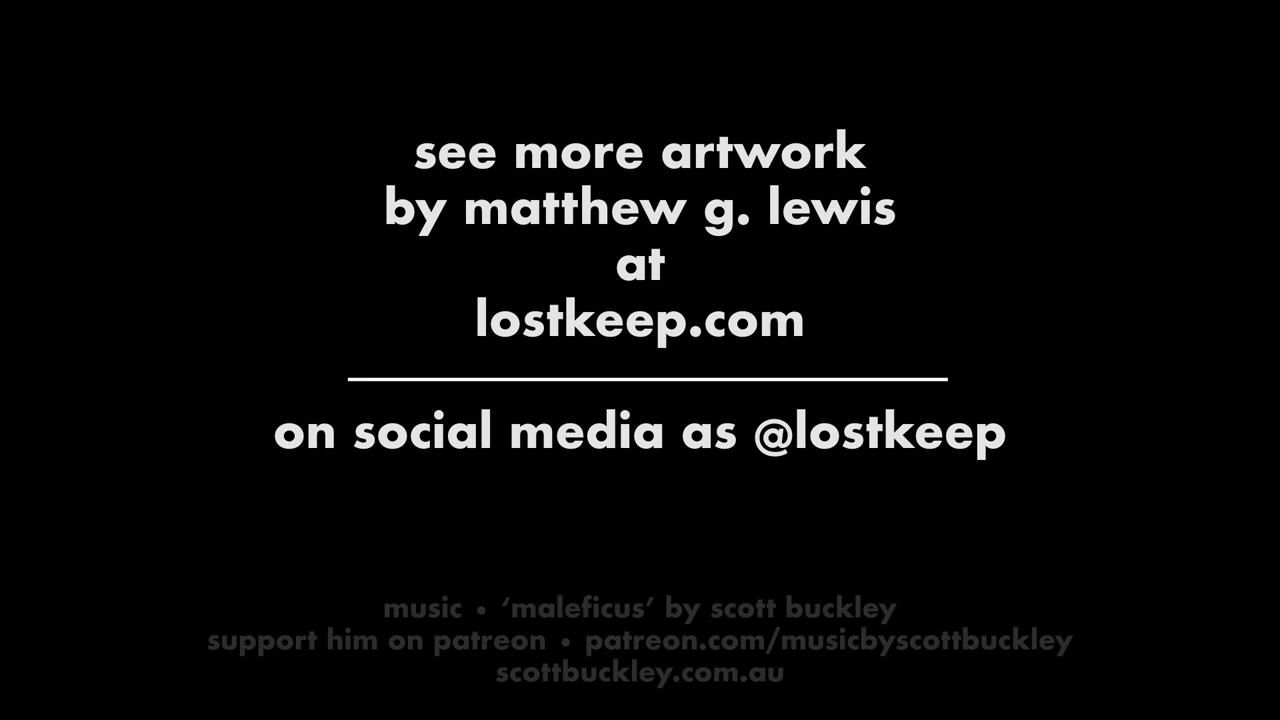 see more artwork
by matthew g. lewis
at
lostkeep.com
on social media as @lostkeep
music • ‘maleficus’ by scott buckley
support him on patreon • patreon.com/musicbyscottbuckley
scottbuckley.com.au